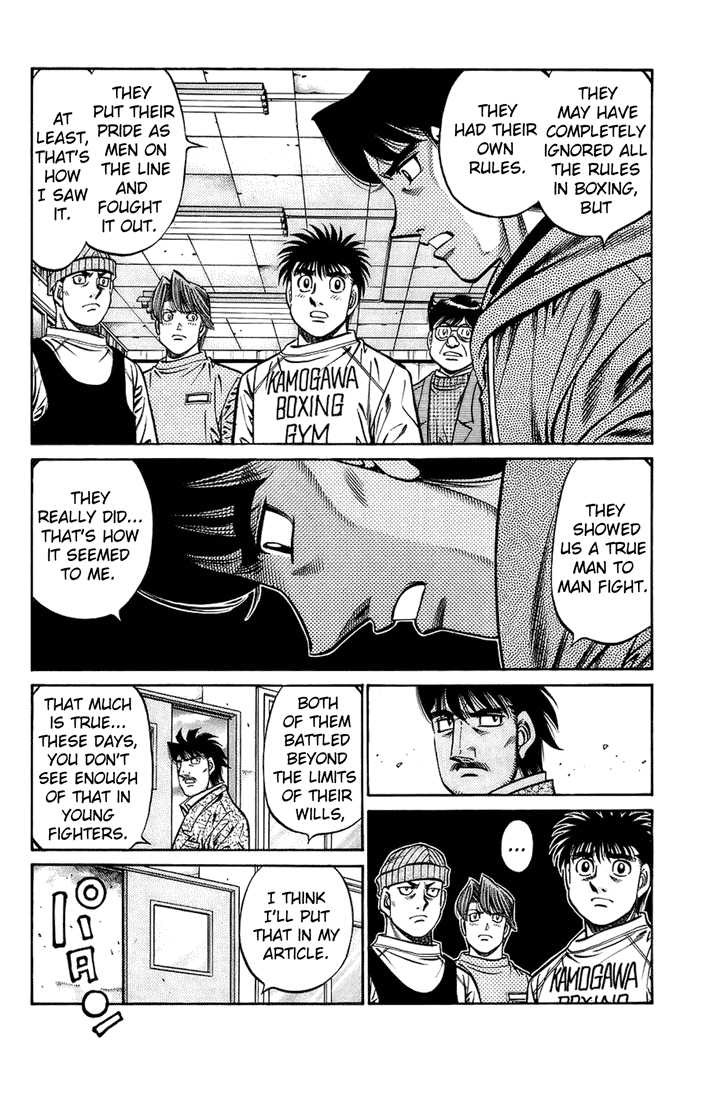 THEY
MAY HAVE
COMPLETELY
IGNORED ALL
THE RULES
IN BOXING,
BUT
THEY
HAD THEIR
OWN
RULES.
THEY
PUT THEIR
PRIDE AS
MEN ON
THE LINE
AND
FOUGHT
IT OUT.
AT
LEAST,
THAT'S
HOW
I SAW
IT.
KAMOGAWA
BOXING
GYM
THEY
SHOWED
US A TRUE
MAN TO
MAN FIGHT.
THEY
REALLY DID...
THAT'S HOW
IT SEEMED
TO ME.
BOTH
OF THEM
BATTLED
BEYOND
THE LIMITS
OF THEIR
WILLS,
THAT MUCH
IS TRUE...
THESE DAYS,
YOU DON'T
SEE ENOUGH
OF THAT IN
YOUNG
FIGHTERS.
...
KAMOGAWA
BOXING
I THINK
I'LL PUT
THAT IN MY
ARTICLE.